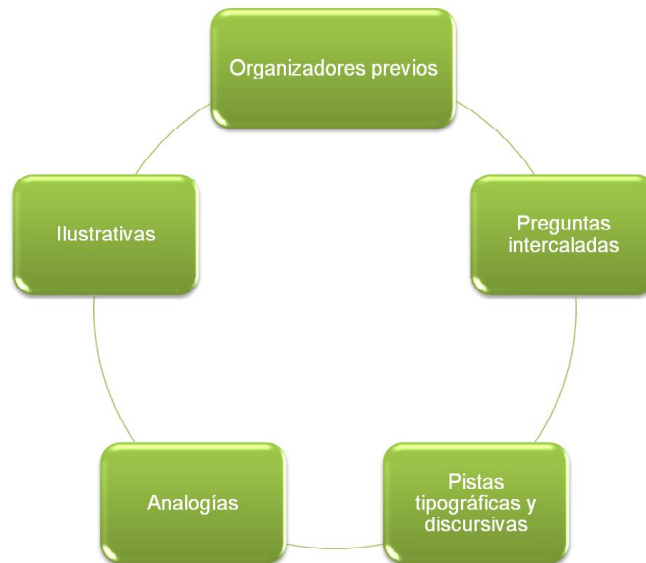 Organizadores previos
Ilustrativas
Preguntas
intercaladas
Analogías
Pistas
tipográficas y
discursivas